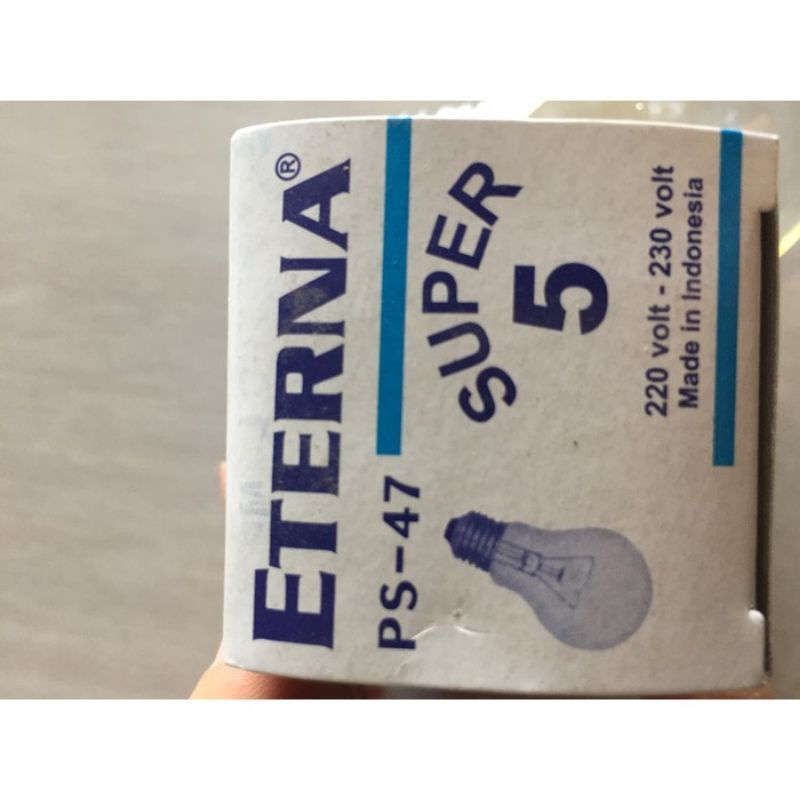 ETERNA®
PS-47
SUPER
5
220 volt - 230 volt
Made in Indonesia